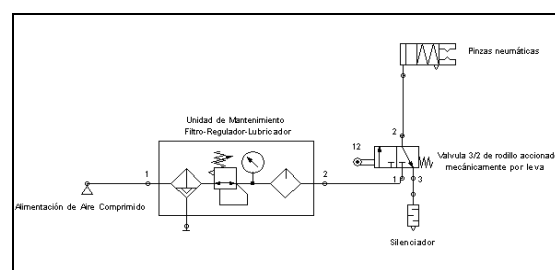 Pinzas neumáticas
Unidad de Mantenimiento
Filtro-Regulador-Lubricador
2
12
Valvula 3/2 de rodillo accionado
mecánicamente por leva
1
2
1 3
Alimentación de Aire Comprimido
Silenciador